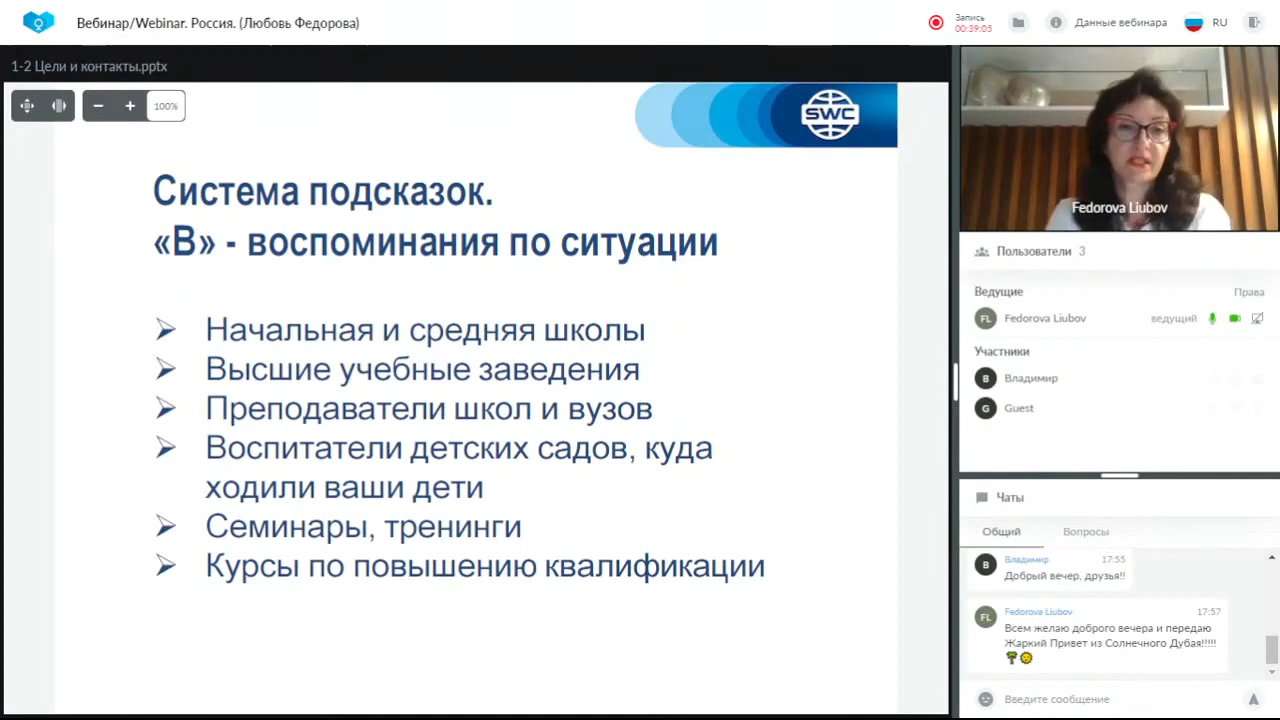 Вебинар/Webinar. Россия. (Любовь Федорова)
Запись
00:39:05
Данные вебинара
RU
1-2 Цели и контакты.pptx
100%
SWC
Система подсказок.
«В» - воспоминания по ситуации
Начальная и средняя школы
Высшие учебные заведения
Преподаватели школ и вузов
Воспитатели детских садов, куда
ходили ваши дети
Семинары, тренинги
Курсы по повышению квалификации
Fedorova Liubov
Пользователи 3
Ведущие Права
FL Fedorova Liubov ведущий
Участники
В Владимир
G Guest
Чаты
Общий Вопросы
В Владимир 17:55
Добрый вечер, друзья!!
FL Fedorova Liubov 17:57
Всем желаю доброго вечера и передаю
Жаркий Привет из Солнечного Дубая!!!!!
🌴🌞
Введите сообщение